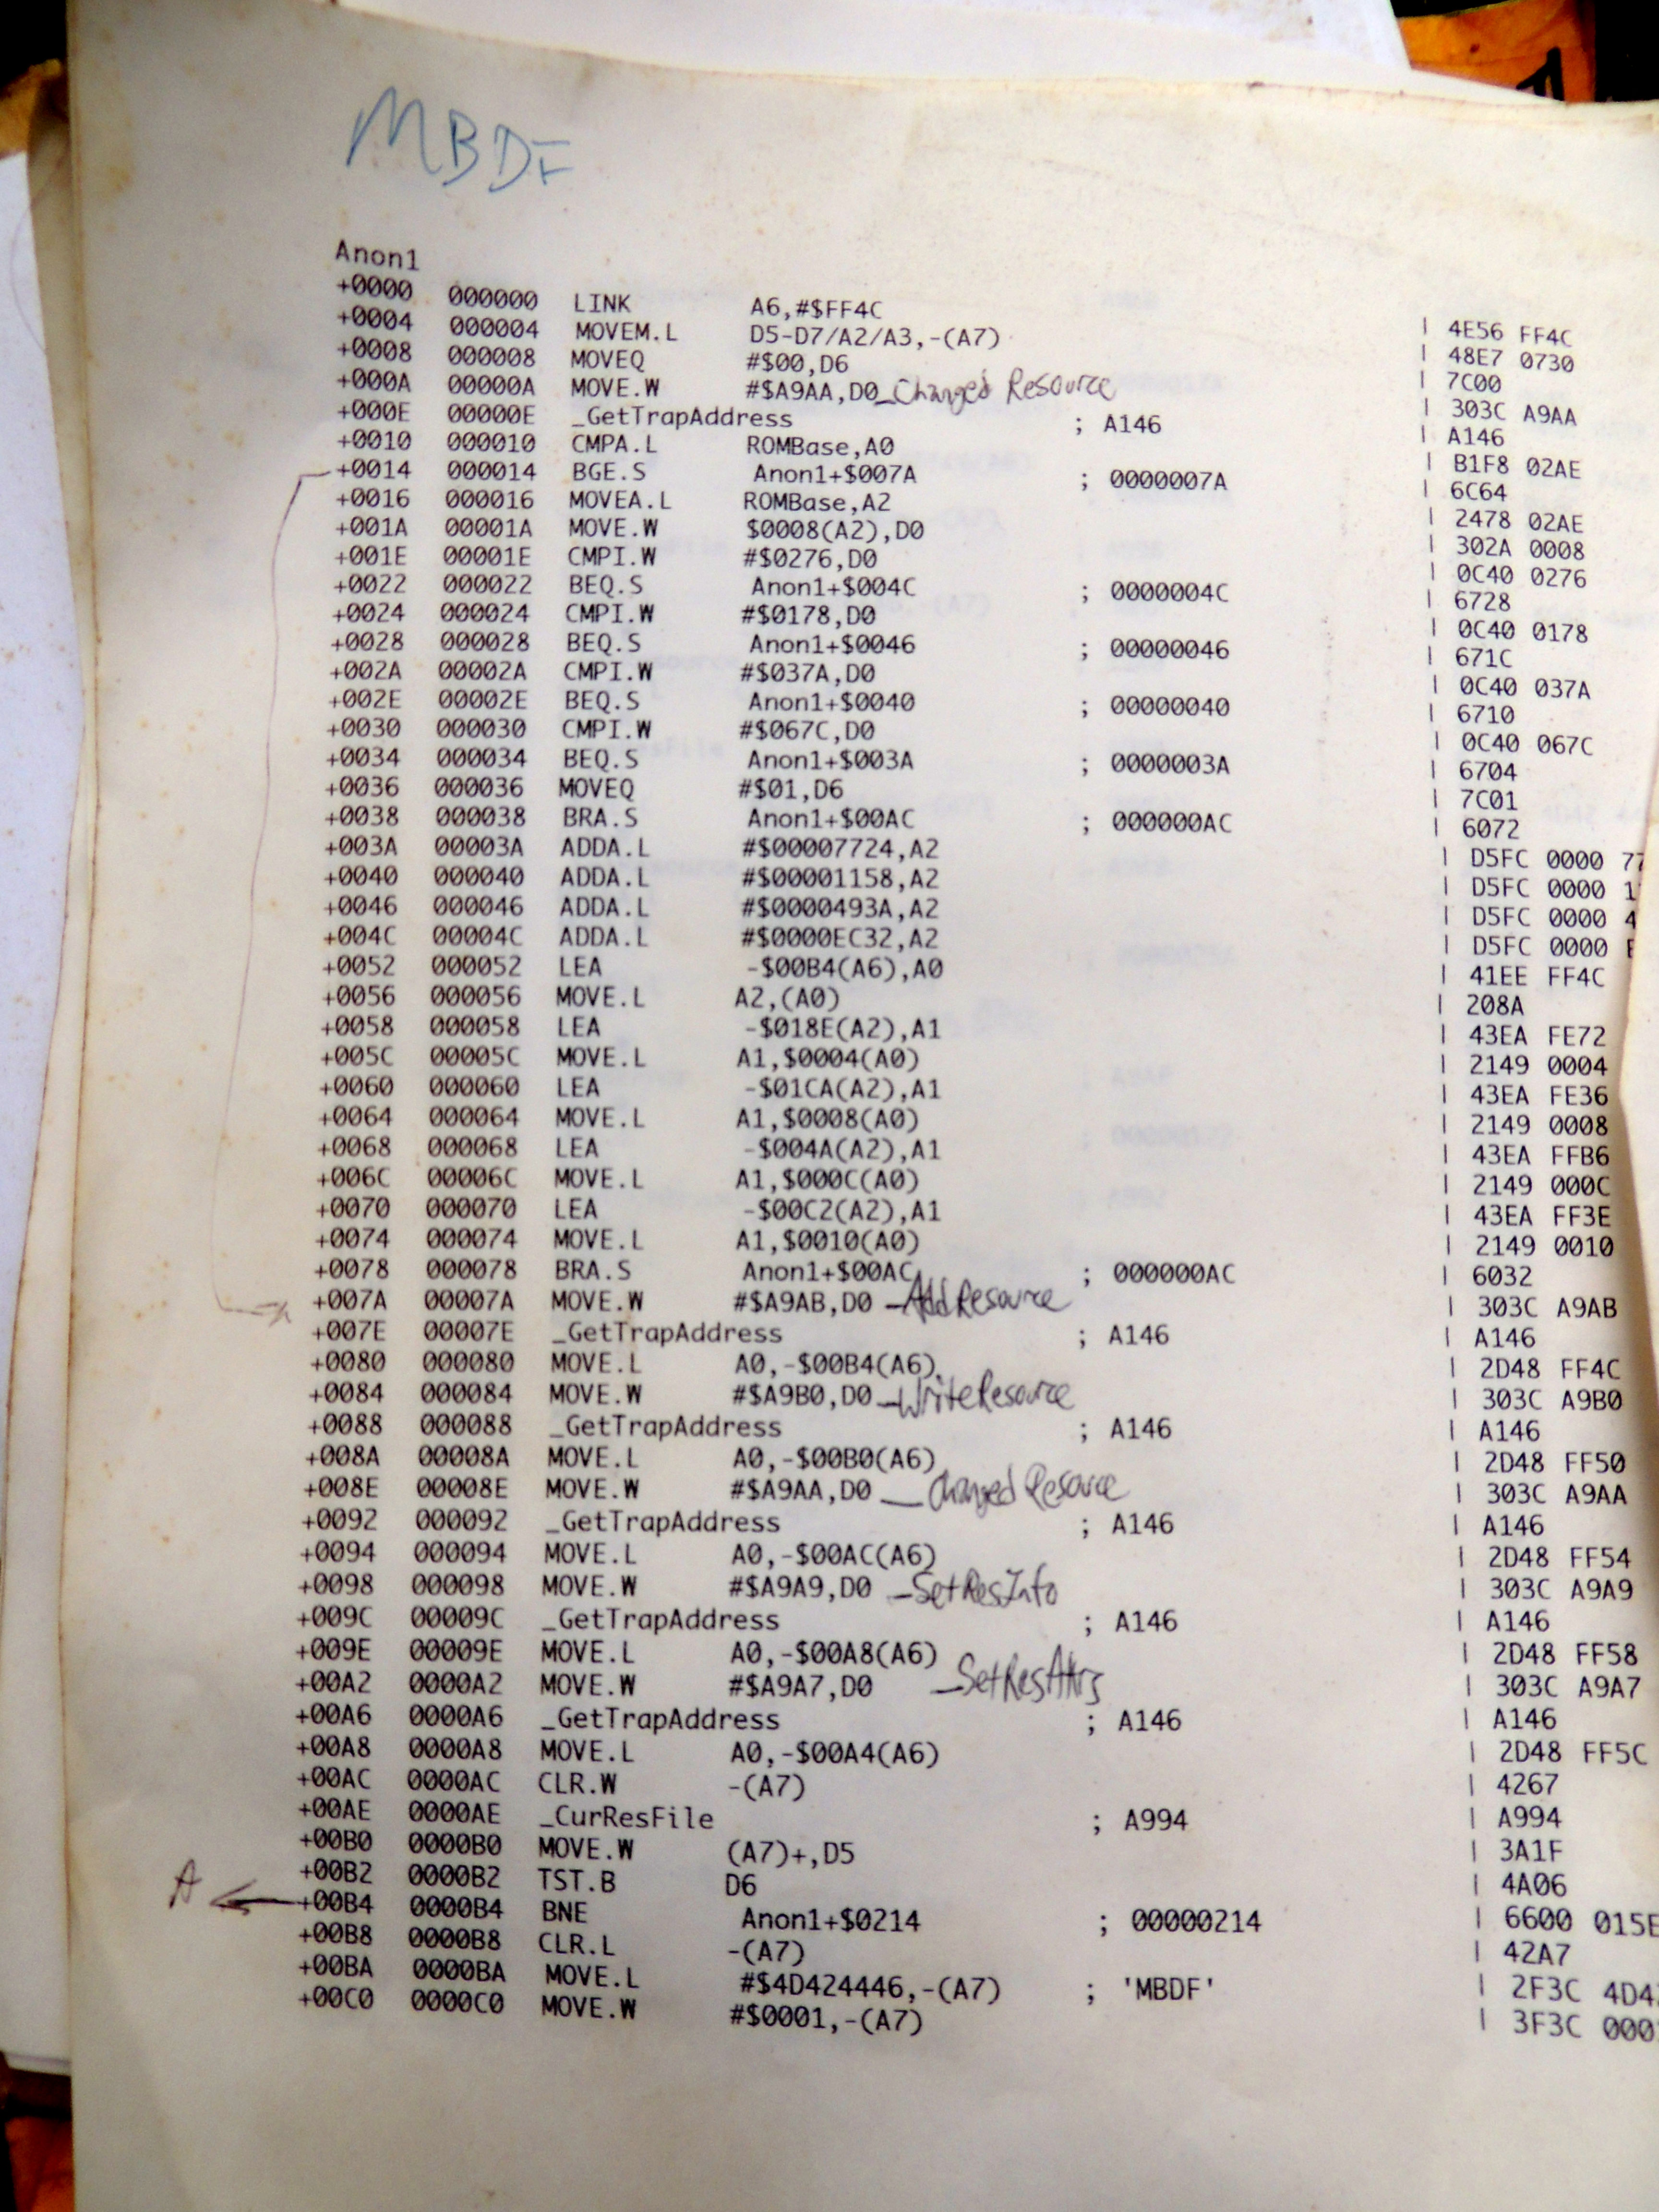 MBDF
Anon1
+0000 000000 LINK A6,#$FF4C | 4E56 FF4C
+0004 000004 MOVEM.L D5-D7/A2/A3,-(A7) | 48E7 0730
+0008 000008 MOVEQ #$00,D6 | 7C00
+000A 00000A MOVE.W #$A9AA,D0 _Changed Resource | 303C A9AA
+000E 00000E _GetTrapAddress ; A146 | A146
+0010 000010 CMPA.L ROMBase,A0 | B1F8 02AE
+0014 000014 BGE.S Anon1+$007A ; 0000007A | 6C64
+0016 000016 MOVEA.L ROMBase,A2 | 2478 02AE
+001A 00001A MOVE.W $0008(A2),D0 | 302A 0008
+001E 00001E CMPI.W #$0276,D0 | 0C40 0276
+0022 000022 BEQ.S Anon1+$004C ; 0000004C | 6728
+0024 000024 CMPI.W #$0178,D0 | 0C40 0178
+0028 000028 BEQ.S Anon1+$0046 ; 00000046 | 671C
+002A 00002A CMPI.W #$037A,D0 | 0C40 037A
+002E 00002E BEQ.S Anon1+$0040 ; 00000040 | 6710
+0030 000030 CMPI.W #$067C,D0 | 0C40 067C
+0034 000034 BEQ.S Anon1+$003A ; 0000003A | 6704
+0036 000036 MOVEQ #$01,D6 | 7C01
+0038 000038 BRA.S Anon1+$00AC ; 000000AC | 6072
+003A 00003A ADDA.L #$00007724,A2 | D5FC 0000 77
+0040 000040 ADDA.L #$00001158,A2 | D5FC 0000 1
+0046 000046 ADDA.L #$0000493A,A2 | D5FC 0000 4
+004C 00004C ADDA.L #$0000EC32,A2 | D5FC 0000
+0052 000052 LEA -$00B4(A6),A0 | 41EE FF4C
+0056 000056 MOVE.L A2,(A0) | 208A
+0058 000058 LEA -$018E(A2),A1 | 43EA FE72
+005C 00005C MOVE.L A1,$0004(A0) | 2149 0004
+0060 000060 LEA -$01CA(A2),A1 | 43EA FE36
+0064 000064 MOVE.L A1,$0008(A0) | 2149 0008
+0068 000068 LEA -$004A(A2),A1 | 43EA FFB6
+006C 00006C MOVE.L A1,$000C(A0) | 2149 000C
+0070 000070 LEA -$00C2(A2),A1 | 43EA FF3E
+0074 000074 MOVE.L A1,$0010(A0) | 2149 0010
+0078 000078 BRA.S Anon1+$00AC ; 000000AC | 6032
+007A 00007A MOVE.W #$A9AB,D0 _AddResource | 303C A9AB
+007E 00007E _GetTrapAddress ; A146 | A146
+0080 000080 MOVE.L A0,-$00B4(A6) | 2D48 FF4C
+0084 000084 MOVE.W #$A9B0,D0 _WriteResource | 303C A9B0
+0088 000088 _GetTrapAddress ; A146 | A146
+008A 00008A MOVE.L A0,-$00B0(A6) | 2D48 FF50
+008E 00008E MOVE.W #$A9AA,D0 _Changed Resource | 303C A9AA
+0092 000092 _GetTrapAddress ; A146 | A146
+0094 000094 MOVE.L A0,-$00AC(A6) | 2D48 FF54
+0098 000098 MOVE.W #$A9A9,D0 _SetResInfo | 303C A9A9
+009C 00009C _GetTrapAddress ; A146 | A146
+009E 00009E MOVE.L A0,-$00A8(A6) | 2D48 FF58
+00A2 0000A2 MOVE.W #$A9A7,D0 _SetResAttrs | 303C A9A7
+00A6 0000A6 _GetTrapAddress ; A146 | A146
+00A8 0000A8 MOVE.L A0,-$00A4(A6) | 2D48 FF5C
+00AC 0000AC CLR.W -(A7) | 4267
+00AE 0000AE _CurResFile ; A994 | A994
+00B0 0000B0 MOVE.W (A7)+,D5 | 3A1F
+00B2 0000B2 TST.B D6 | 4A06
A +00B4 0000B4 BNE Anon1+$0214 ; 00000214 | 6600 015E
+00B8 0000B8 CLR.L -(A7) | 42A7
+00BA 0000BA MOVE.L #$4D424446,-(A7) ; 'MBDF' | 2F3C 4D4
+00C0 0000C0 MOVE.W #$0001,-(A7) | 3F3C 000